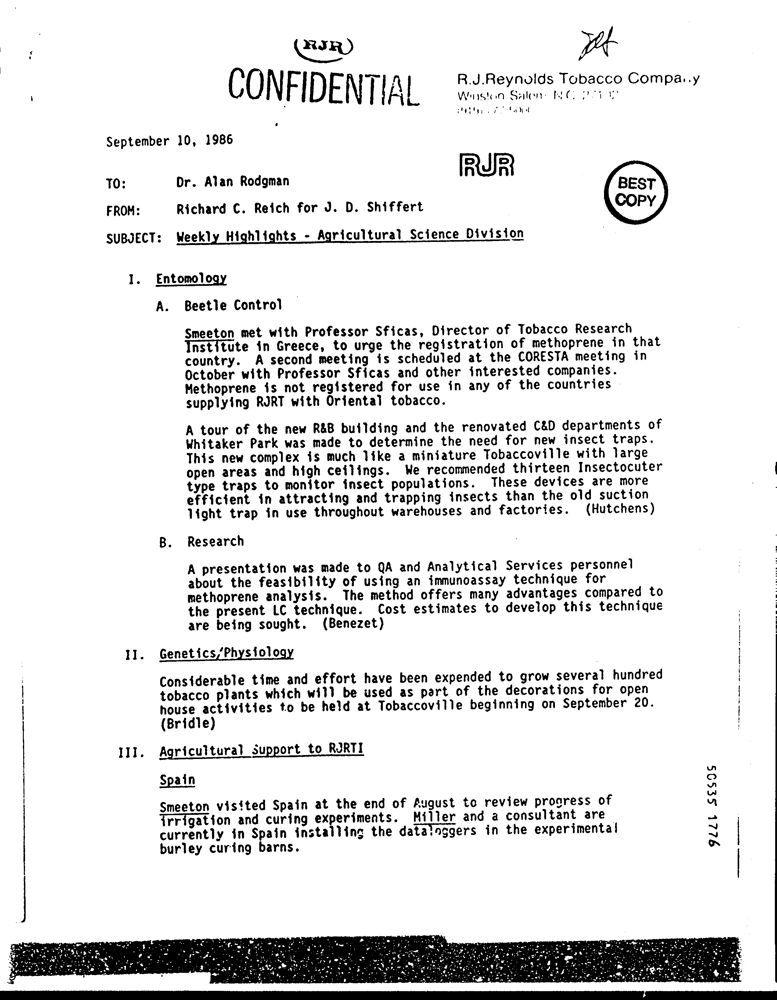 (RJR)
CONFIDENTIAL
R.J.Reynolds Tobacco Compa..y
Winston Salem N C
September 10, 1986
RJR
BEST
COPY
TO: Dr. Alan Rodgman
FROM: Richard C. Reich for J. D. Shiffert
SUBJECT: Weekly Highlights - Agricultural Science Division
I. Entomology
A. Beetle Control
Smeeton met with Professor Sficas, Director of Tobacco Research
Institute in Greece, to urge the registration of methoprene in that
country. A second meeting is scheduled at the CORESTA meeting in
October with Professor Sficas and other interested companies.
Methoprene is not registered for use in any of the countries
supplying RJRT with Oriental tobacco.
A tour of the new R&B building and the renovated C&D departments of
Whitaker Park was made to determine the need for new insect traps.
This new complex is much like a miniature Tobaccoville with large
open areas and high ceilings. We recommended thirteen Insectocuter
type traps to monitor insect populations. These devices are more
efficient in attracting and trapping insects than the old suction
light trap in use throughout warehouses and factories. (Hutchens)
B. Research
A presentation was made to QA and Analytical Services personnel
about the feasibility of using an immunoassay technique for
methoprene analysis. The method offers many advantages compared to
the present LC technique. Cost estimates to develop this technique
are being sought. (Benezet)
II. Genetics/Physiology
Considerable time and effort have been expended to grow several hundred
tobacco plants which will be used as part of the decorations for open
house activities to be held at Tobaccoville beginning on September 20.
(Bridle)
III. Agricultural Support to RJRTI
Spain
Smeeton visited Spain at the end of August to review progress of
irrigation and curing experiments. Miller and a consultant are
currently in Spain installing the dataloggers in the experimental
burley curing barns.
50535 1776